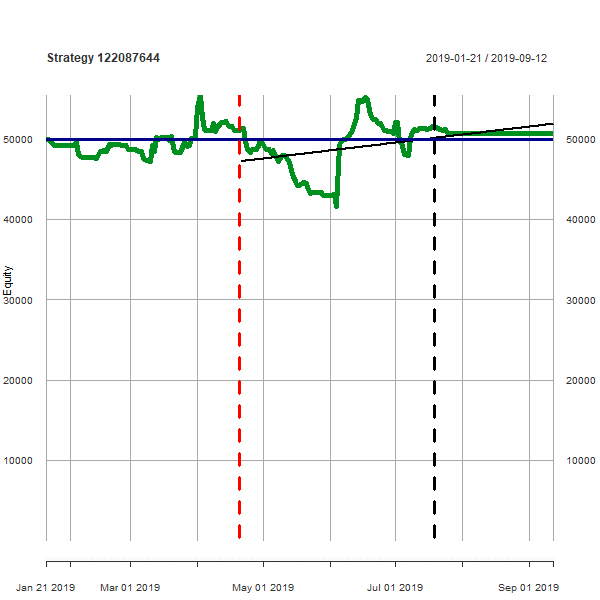 Strategy 122087644
2019-01-21 / 2019-09-12
50000 50000
40000 40000
Equity
30000 30000
20000 20000
10000 10000
Jan 21 2019 Mar 01 2019 May 01 2019 Jul 01 2019 Sep 01 2019